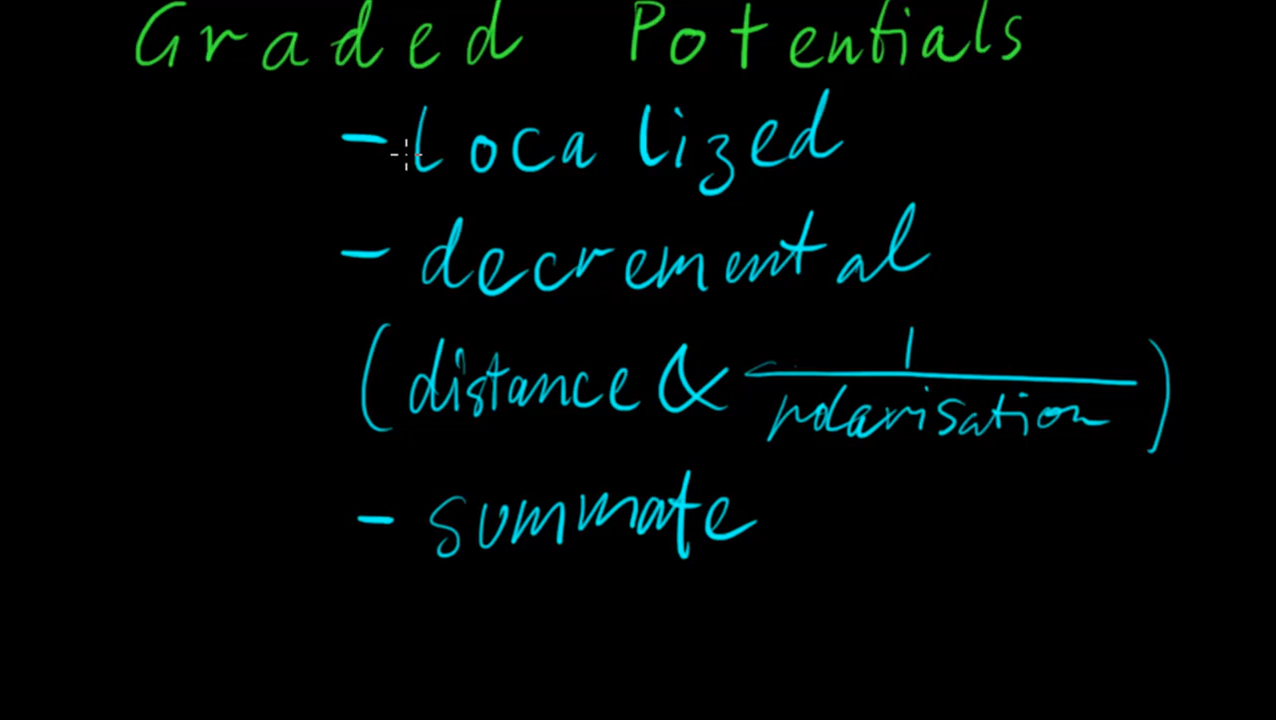 Graded Potentials
- Localized
- decremental
(distance ∝ 1/polarisation)
- summate